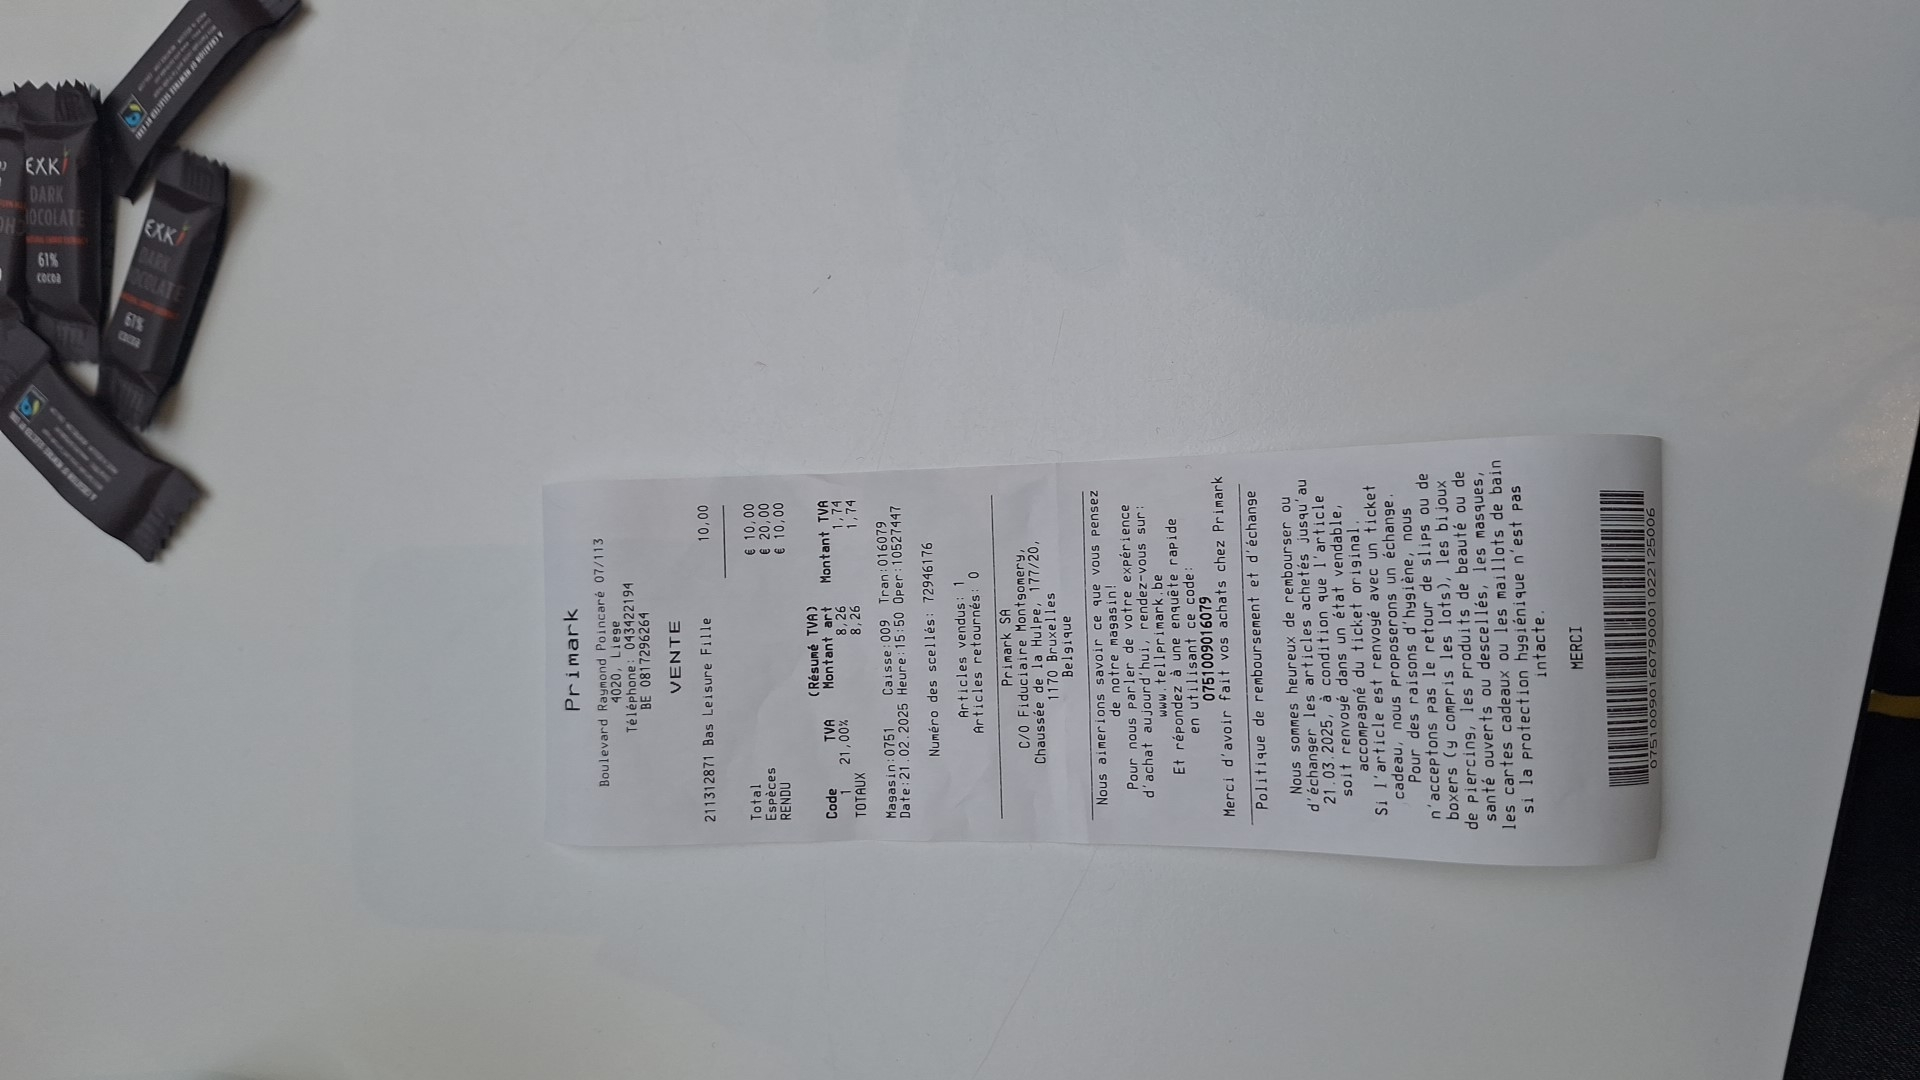 Primark
Boulevard Raymond Poincaré 07/113
4020, Liege
Téléphone: 043422194
BE 0817296264
VENTE
211312871 Bas Leisure Fille 10,00
Total € 10,00
Espèces € 20,00
RENDU € 10,00
(Résumé TVA)
Code TVA Montant art Montant TVA
1 21,00% 8,26 1,74
TOTAUX 8,26 1,74
Magasin:0751 Caisse:009 Tran:016079
Date:21.02.2025 Heure:15:50 Oper:10527447
Numéro des scellés: 72946176
Articles vendus: 1
Articles retournés: 0
Primark SA
C/O Fiduciaire Montgomery,
Chaussée de la Hulpe, 177/20,
1170 Bruxelles
Belgique
Nous aimerions savoir ce que vous pensez
de notre magasin!
Pour nous parler de votre expérience
d'achat aujourd'hui, rendez-vous sur:
www.tellprimark.be
Et répondez à une enquête rapide
en utilisant ce code:
075100901607​9
Merci d'avoir fait vos achats chez Primark
Politique de remboursement et d'échange
Nous sommes heureux de rembourser ou
d'échanger les articles achetés jusqu'au
21.03.2025, à condition que l'article
soit renvoyé dans un état vendable,
accompagné du ticket original.
Si l'article est renvoyé avec un ticket
cadeau, nous proposerons un échange.
Pour des raisons d'hygiène, nous
n'acceptons pas le retour de slips ou de
boxers (y compris les lots), les bijoux
de piercing, les produits de beauté ou de
santé ouverts ou descellés, les masques,
les cartes cadeaux ou les maillots de bain
si la protection hygiénique n'est pas
intacte.
MERCI
0751009016079000102212​5006
EXKi
DARK
CHOCOLATE
61%
cocoa
EXKi
DARK
CHOCOLATE
61%
cocoa